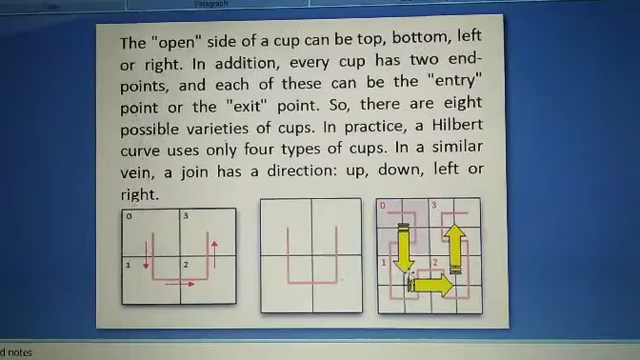 Paragraph
The "open" side of a cup can be top, bottom, left
or right. In addition, every cup has two end-
points, and each of these can be the "entry"
point or the "exit" point. So, there are eight
possible varieties of cups. In practice, a Hilbert
curve uses only four types of cups. In a similar
vein, a join has a direction: up, down, left or
right.
0 3
1 2
0 3
1 2
d notes